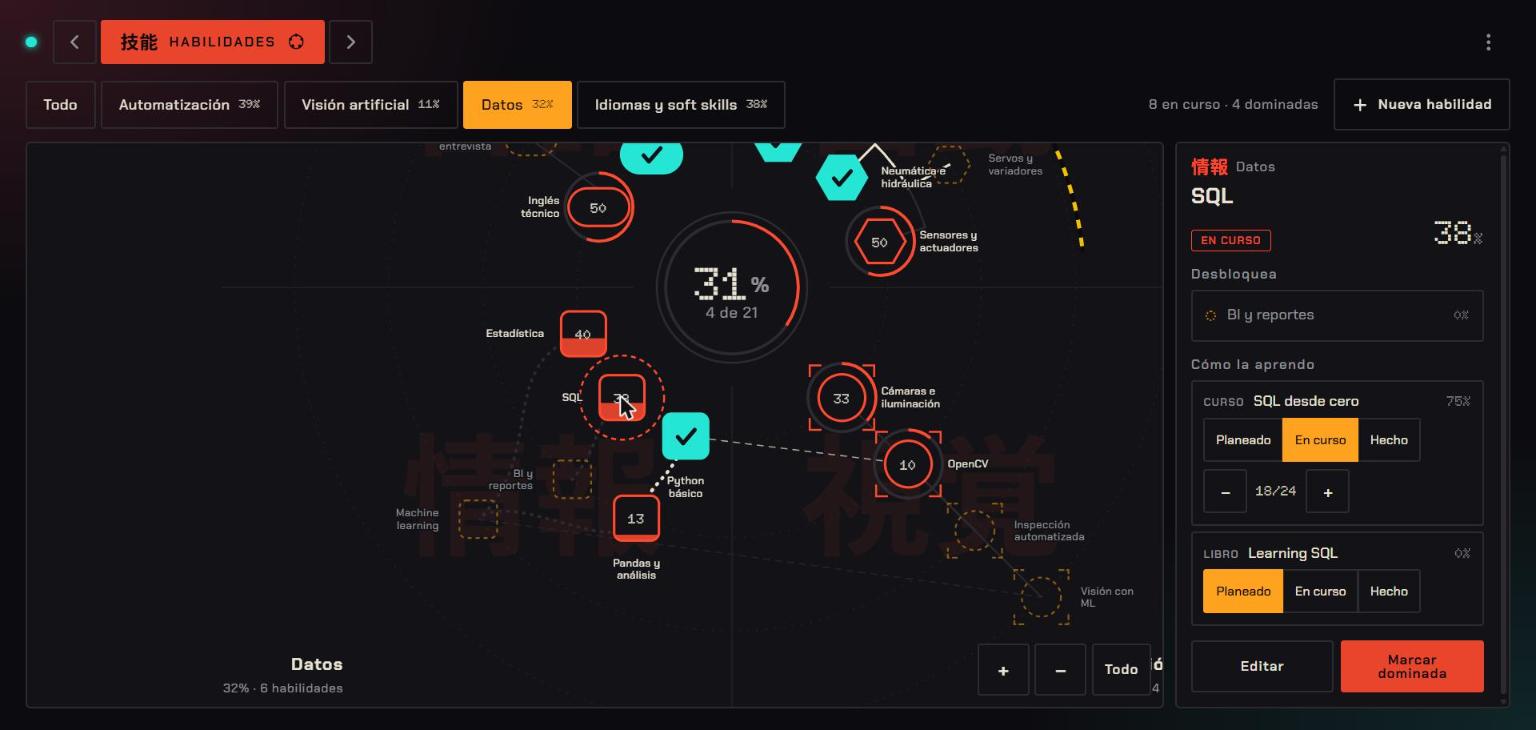 技能 HABILIDADES
Todo
Automatización 39%
Visión artificial 11%
Datos 32%
Idiomas y soft skills 38%
8 en curso · 4 dominadas
+ Nueva habilidad
entrevista
Neumática e
hidráulica
Servos y
variadores
Inglés
técnico
50
50
Sensores y
actuadores
31 %
4 de 21
Estadística
40
SQL
Cámaras e
iluminación
33
10
OpenCV
Python
básico
BI y
reportes
Machine
learning
13
Pandas y
análisis
Inspección
automatizada
Visión con
ML
情報
視覚
Datos
32% · 6 habilidades
+
−
Todo
情報 Datos
SQL
EN CURSO
38%
Desbloquea
BI y reportes 0%
Cómo la aprendo
CURSO SQL desde cero 75%
Planeado En curso Hecho
− 18/24 +
LIBRO Learning SQL 0%
Planeado En curso Hecho
Editar
Marcar
dominada